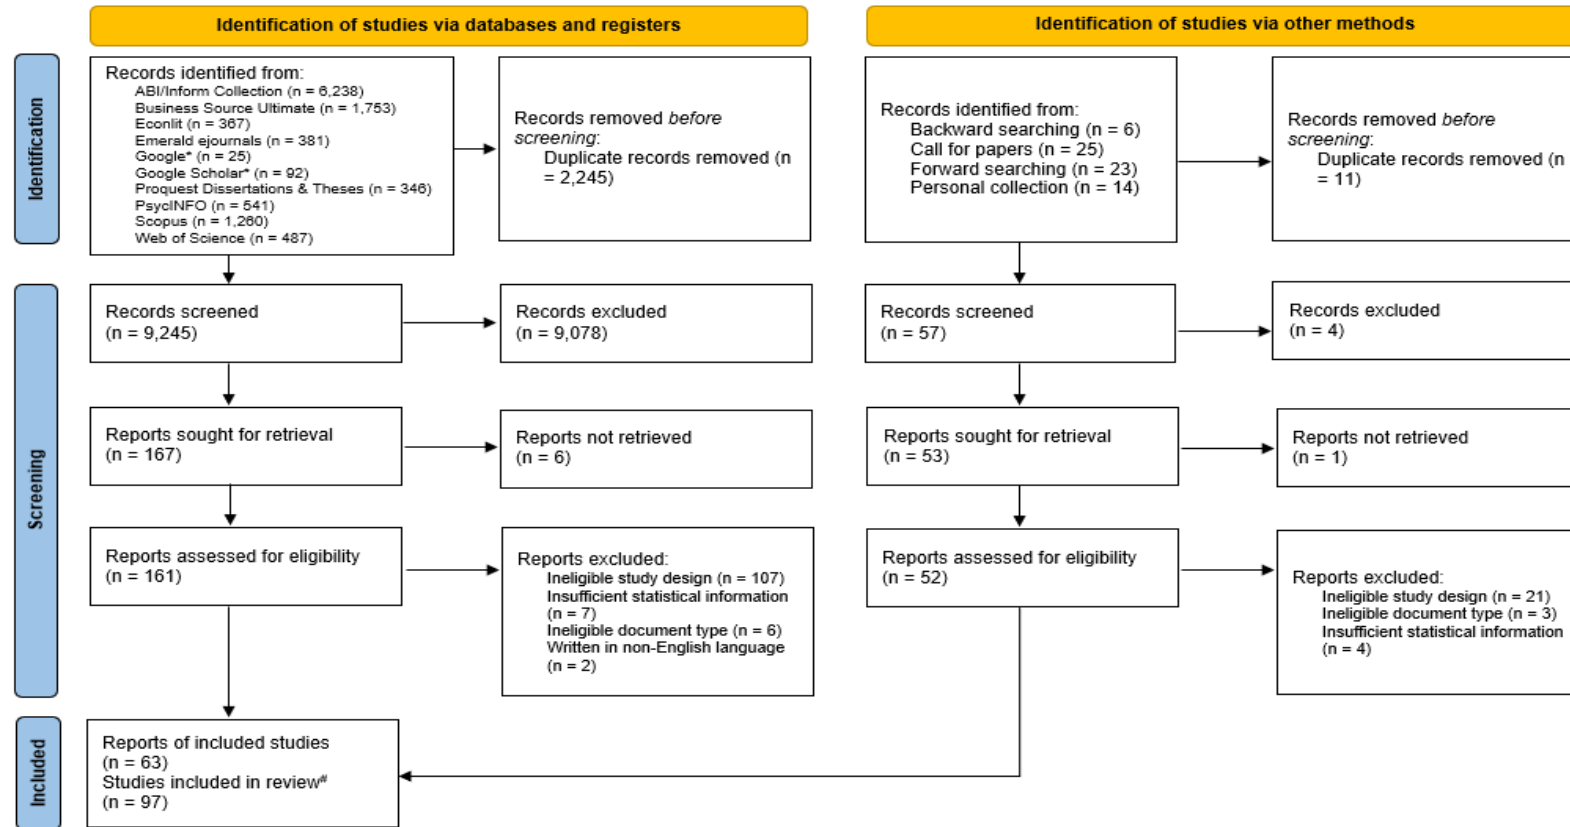 Identification of studies via databases and registers
Identification of studies via other methods
Identification
Records identified from:
ABI/Inform Collection (n = 6,238)
Business Source Ultimate (n = 1,753)
Econlit (n = 367)
Emerald ejournals (n = 381)
Google* (n = 25)
Google Scholar* (n = 92)
Proquest Dissertations & Theses (n = 346)
PsycINFO (n = 541)
Scopus (n = 1,260)
Web of Science (n = 487)
Records removed before
screening:
Duplicate records removed (n
= 2,245)
Records identified from:
Backward searching (n = 6)
Call for papers (n = 25)
Forward searching (n = 23)
Personal collection (n = 14)
Records removed before
screening:
Duplicate records removed (n
= 11)
Screening
Records screened
(n = 9,245)
Records excluded
(n = 9,078)
Records screened
(n = 57)
Records excluded
(n = 4)
Reports sought for retrieval
(n = 167)
Reports not retrieved
(n = 6)
Reports sought for retrieval
(n = 53)
Reports not retrieved
(n = 1)
Reports assessed for eligibility
(n = 161)
Reports excluded:
Ineligible study design (n = 107)
Insufficient statistical information
(n = 7)
Ineligible document type (n = 6)
Written in non-English language
(n = 2)
Reports assessed for eligibility
(n = 52)
Reports excluded:
Ineligible study design (n = 21)
Ineligible document type (n = 3)
Insufficient statistical information
(n = 4)
Included
Reports of included studies
(n = 63)
Studies included in review#
(n = 97)